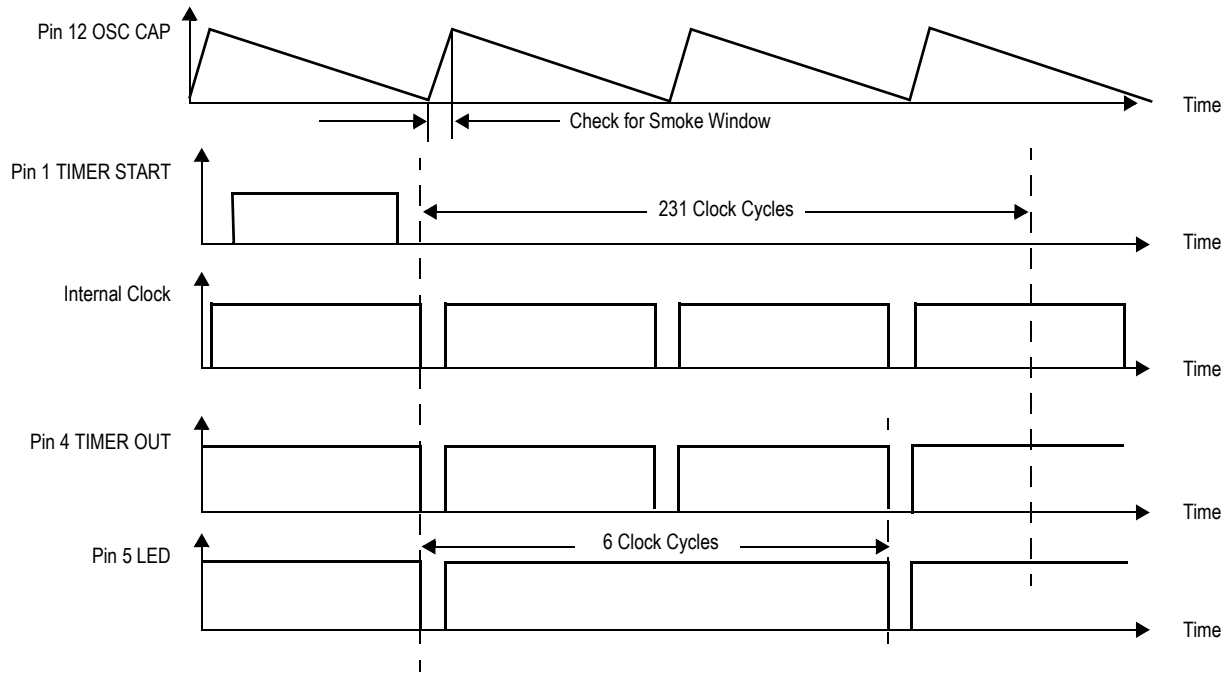 Pin 12 OSC CAP
Time
Check for Smoke Window
Pin 1 TIMER START
231 Clock Cycles
Time
Internal Clock
Time
Pin 4 TIMER OUT
Time
6 Clock Cycles
Pin 5 LED
Time